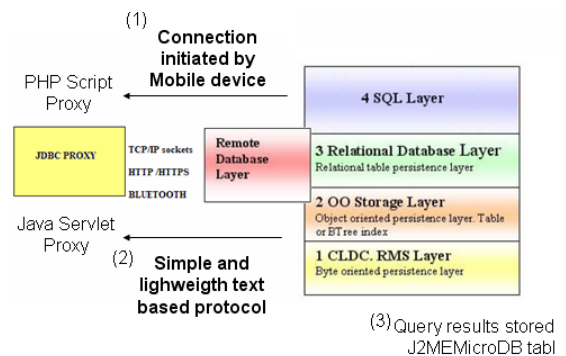 (1)
Connection
initiated by
Mobile device
PHP Script
Proxy
4 SQL Layer
JDBC PROXY
TCP/IP sockets
HTTP /HTTPS
BLUETOOTH
Remote
Database
Layer
3 Relational Database Layer
Relational table persistence layer
2 OO Storage Layer
Object oriented persistence layer. Table
or BTree index
Java Servlet
Proxy
(2)
Simple and
lighweigth text
based protocol
1 CLDC. RMS Layer
Byte oriented persistence layer
(3) Query results stored
J2MEMicroDB tabl